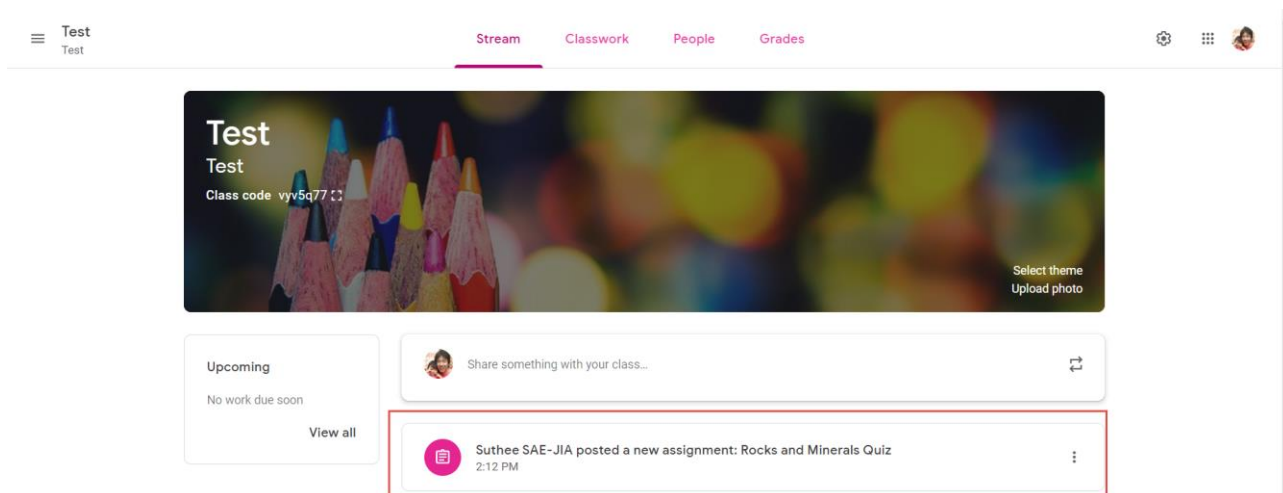 Test
Test
Stream Classwork People Grades
Test
Test
Class code vyv5q77
Select theme
Upload photo
Upcoming
No work due soon
View all
Share something with your class...
Suthee SAE-JIA posted a new assignment: Rocks and Minerals Quiz
2:12 PM